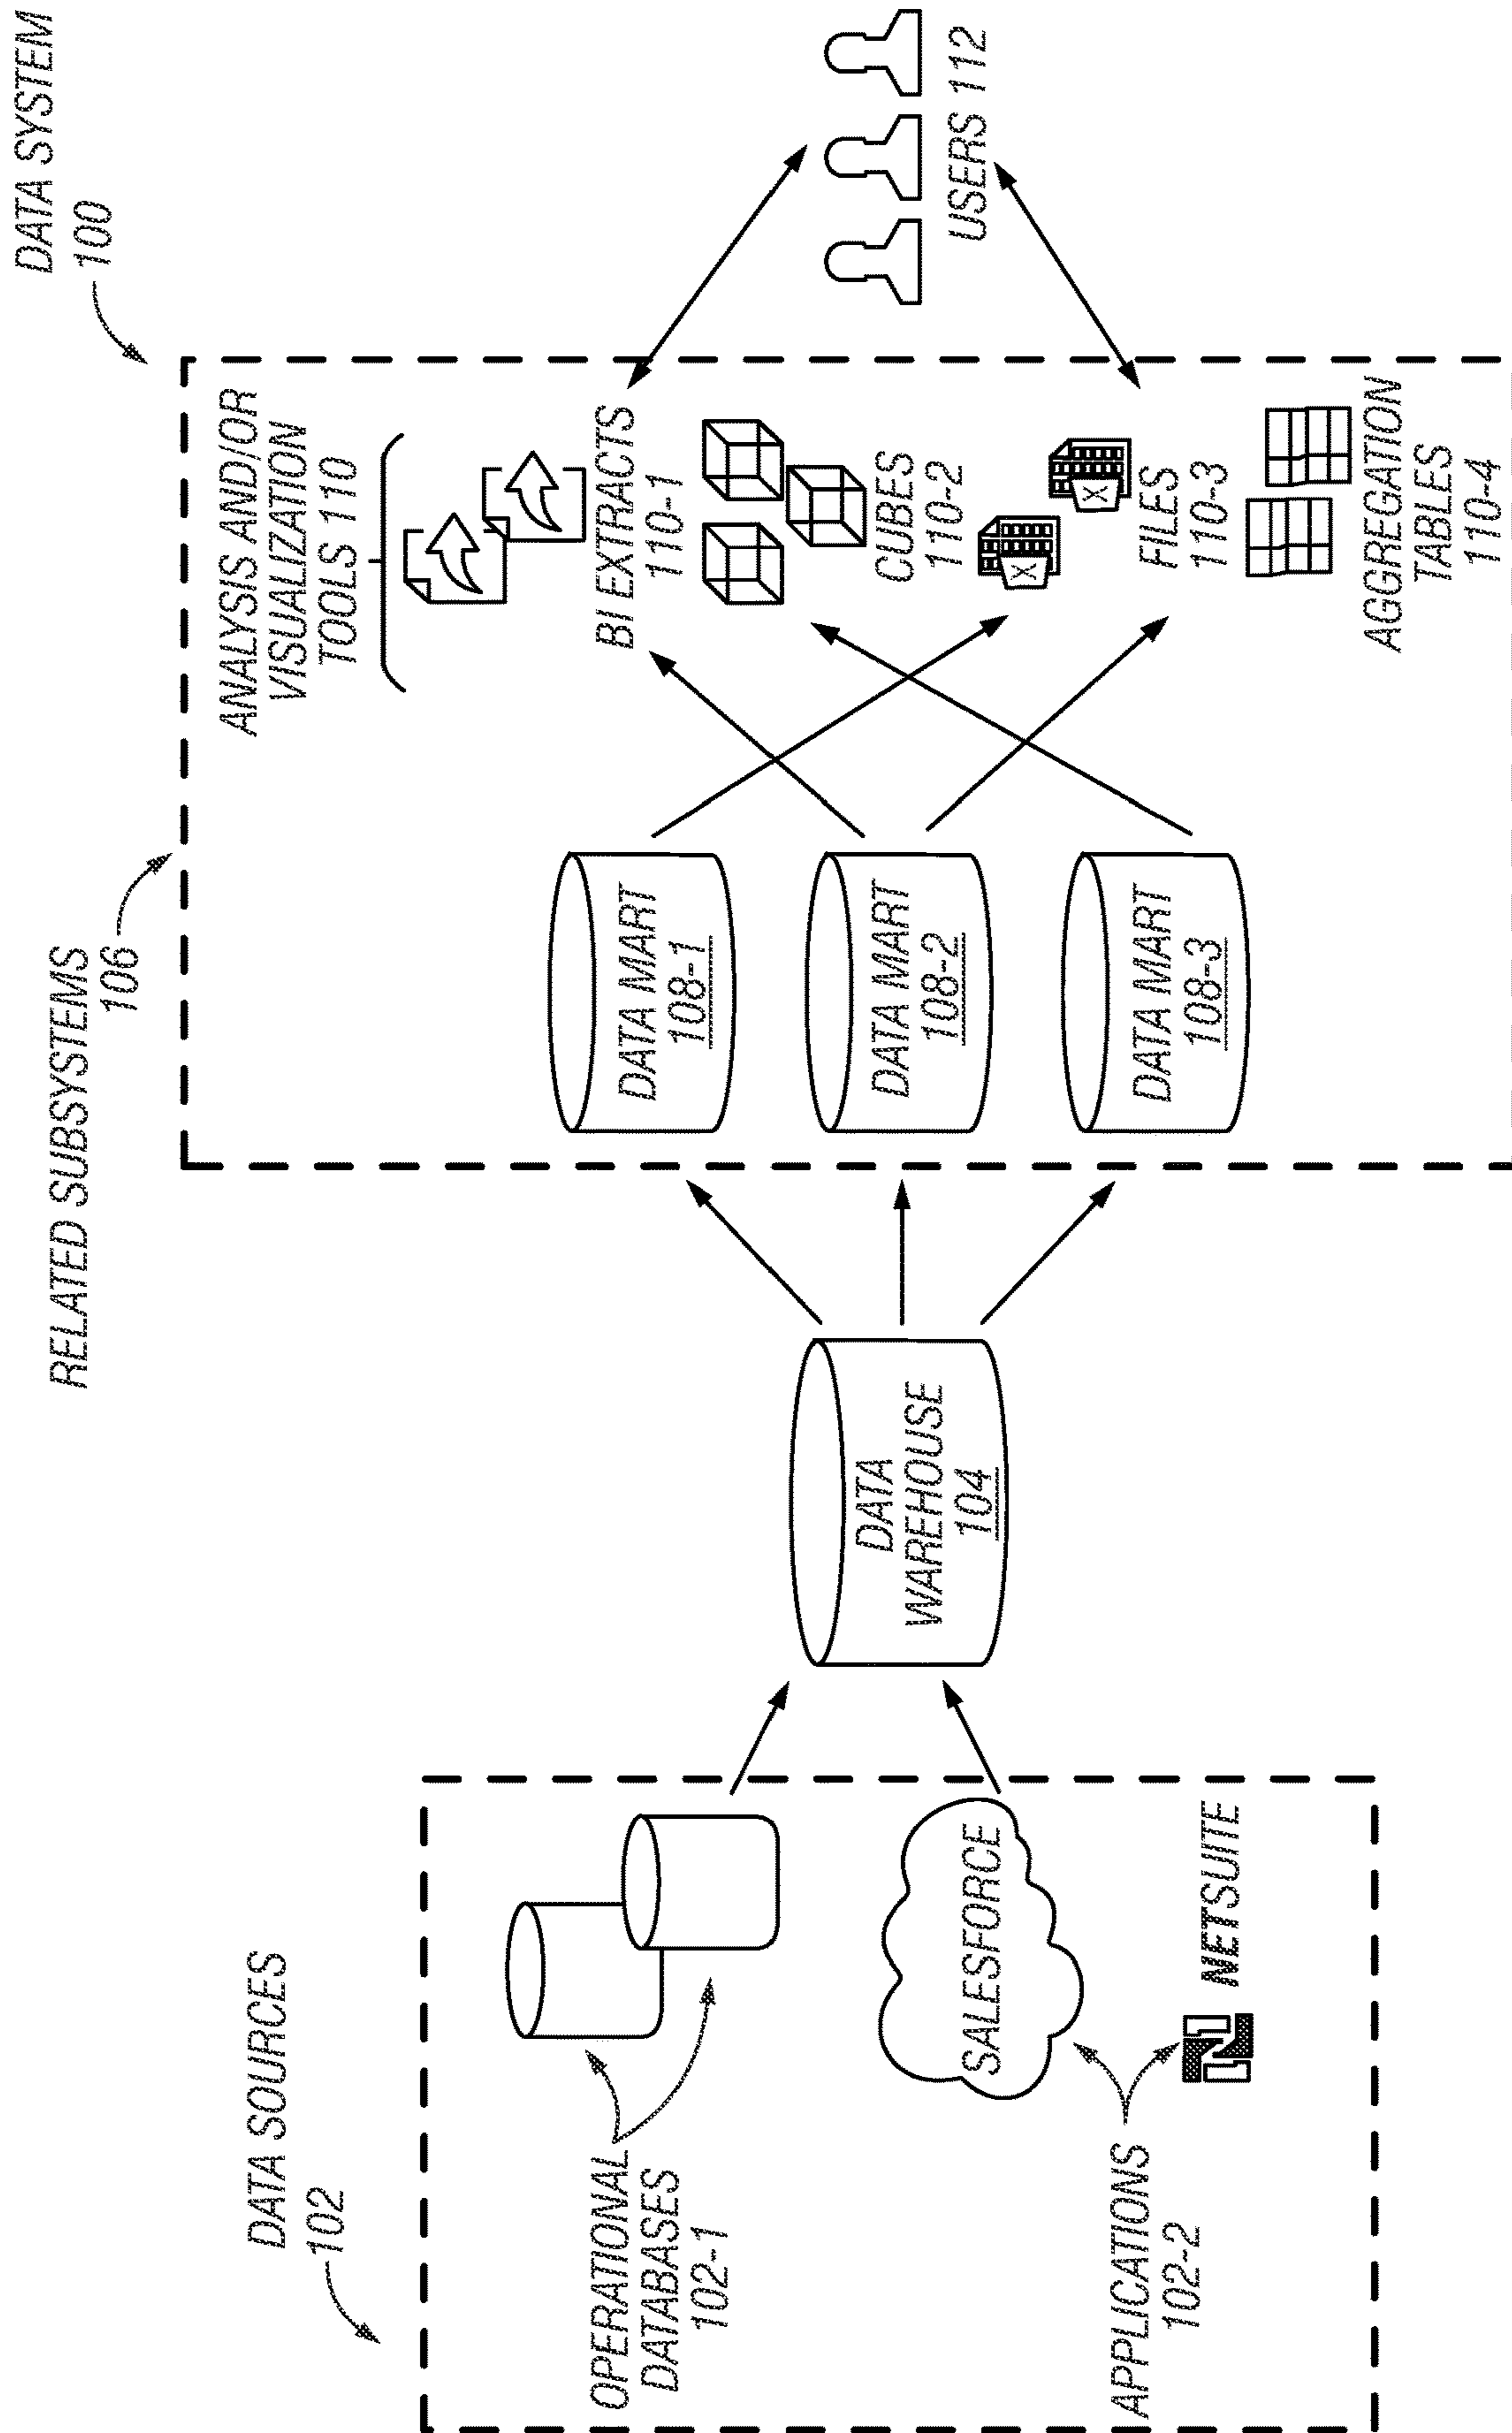 DATA SYSTEM
100
RELATED SUBSYSTEMS
106
DATA SOURCES
102
OPERATIONAL
DATABASES
102-1
SALESFORCE
APPLICATIONS
102-2
NETSUITE
DATA
WAREHOUSE
104
DATA MART
108-1
DATA MART
108-2
DATA MART
108-3
ANALYSIS AND/OR
VISUALIZATION
TOOLS 110
BI EXTRACTS
110-1
CUBES
110-2
X
X
FILES
110-3
AGGREGATION
TABLES
110-4
USERS 112